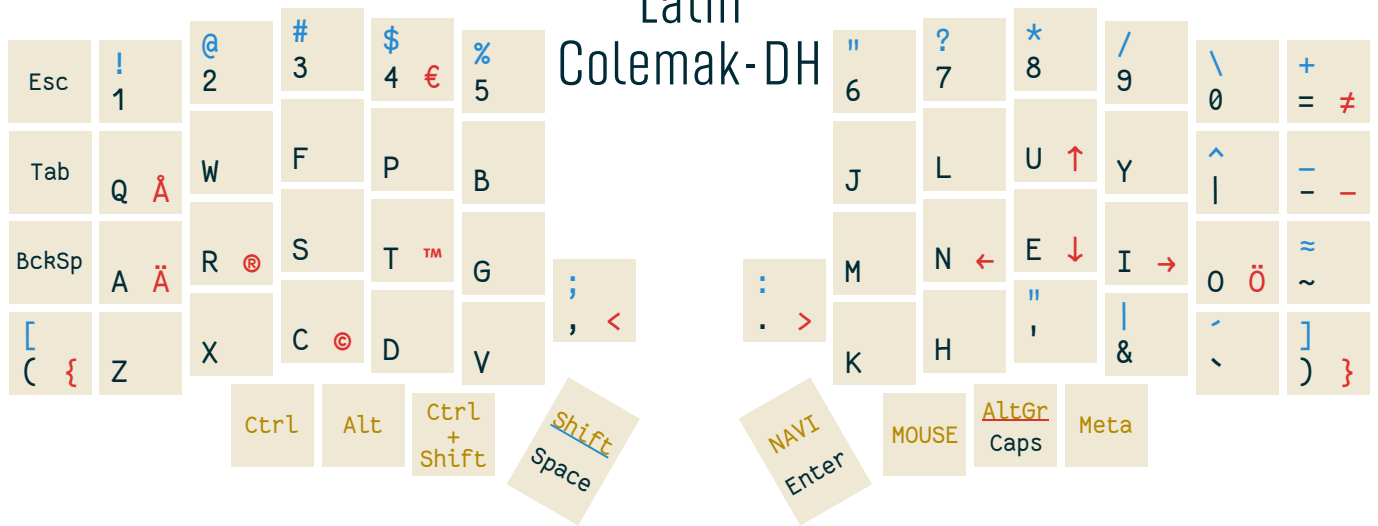 Latin
Colemak-DH
Esc
!
1
@
2
#
3
$
4 €
%
5
"
6
?
7
*
8
/
9
\
0
+
= ≠
Tab
Q Å
W
F
P
B
J
L
U ↑
Y
^
|
_
- –
BckSp
A Ä
R ®
S
T ™
G
;
, <
:
. >
M
N ←
E ↓
I →
O Ö
≈
~
[
( {
Z
X
C ©
D
V
K
H
"
'
|
&
´
`
]
) }
Ctrl
Alt
Ctrl
+
Shift
Shift
Space
NAVI
Enter
MOUSE
AltGr
Caps
Meta